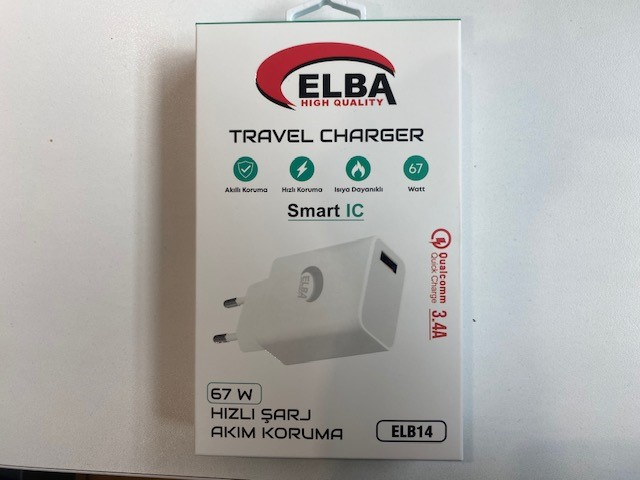 ELBA
HIGH QUALITY
TRAVEL CHARGER
67
Akıllı Koruma
Hızlı Koruma
Isıya Dayanıklı
Watt
Smart IC
ELBA
Qualcomm
Quick Charge
3.4A
67 W
HIZLI ŞARJ
AKIM KORUMA
ELB14